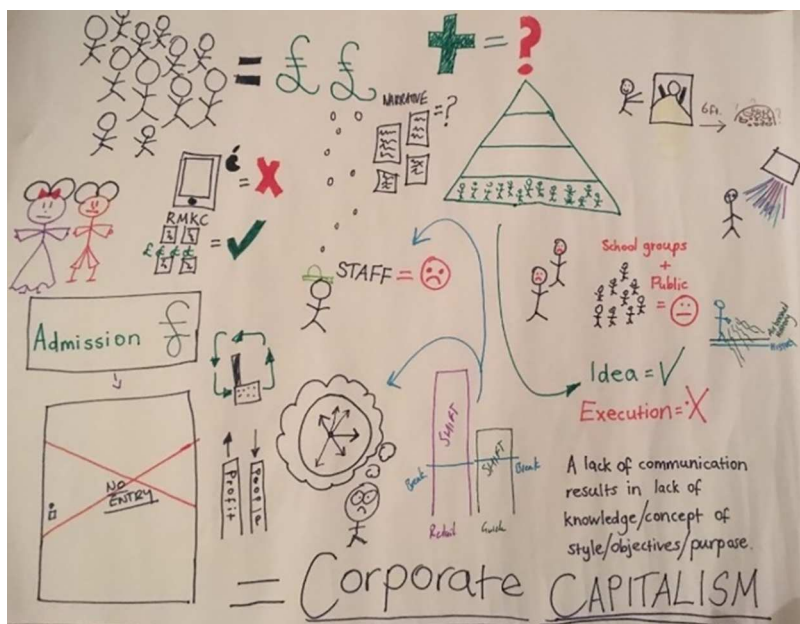 = £ £
+ = ?
NARRATIVE
= ?
6ft.
= X
RMKC
£ £ £ £
= ✓
STAFF =
School groups
+
Public
=
Admission £
Idea = ✓
Execution = X
NO
ENTRY
Profit
People
SHIFT
SHIFT
Break
Break
Retail
Guide
A lack of communication
results in lack of
knowledge/concept of
style/objectives/purpose.
= Corporate CAPITALISM